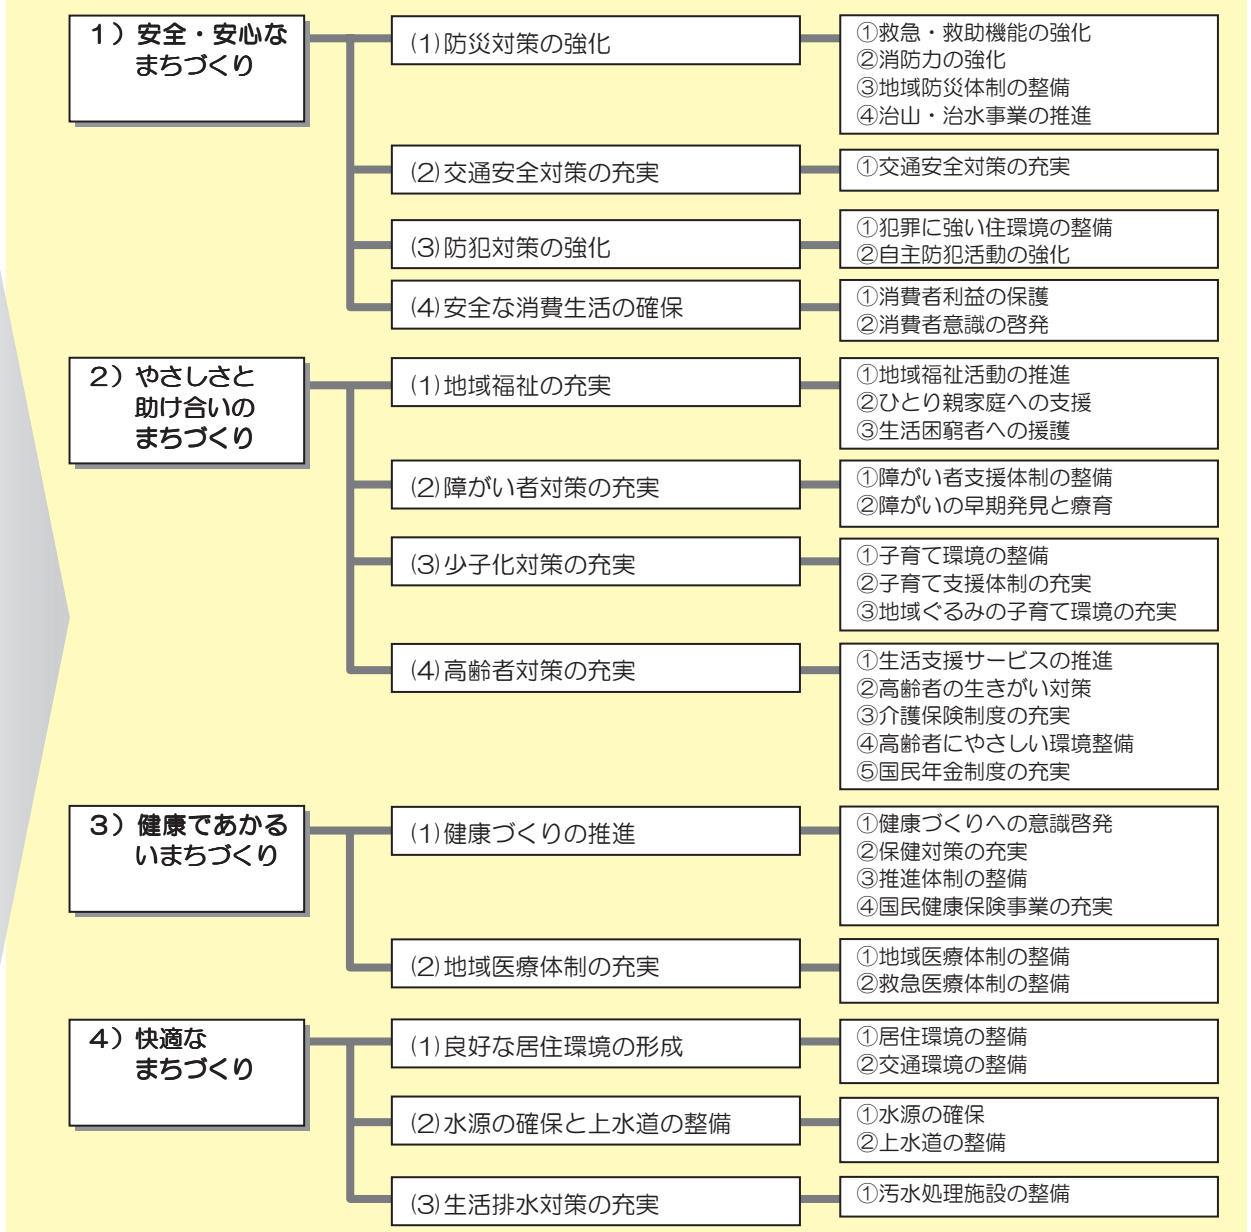 1）安全・安心な
まちづくり
(1)防災対策の強化
①救急・救助機能の強化
②消防力の強化
③地域防災体制の整備
④治山・治水事業の推進
(2)交通安全対策の充実
①交通安全対策の充実
(3)防犯対策の強化
①犯罪に強い住環境の整備
②自主防犯活動の強化
(4)安全な消費生活の確保
①消費者利益の保護
②消費者意識の啓発
2）やさしさと
助け合いの
まちづくり
(1)地域福祉の充実
①地域福祉活動の推進
②ひとり親家庭への支援
③生活困窮者への援護
(2)障がい者対策の充実
①障がい者支援体制の整備
②障がいの早期発見と療育
(3)少子化対策の充実
①子育て環境の整備
②子育て支援体制の充実
③地域ぐるみの子育て環境の充実
(4)高齢者対策の充実
①生活支援サービスの推進
②高齢者の生きがい対策
③介護保険制度の充実
④高齢者にやさしい環境整備
⑤国民年金制度の充実
3）健康であかる
いまちづくり
(1)健康づくりの推進
①健康づくりへの意識啓発
②保健対策の充実
③推進体制の整備
④国民健康保険事業の充実
(2)地域医療体制の充実
①地域医療体制の整備
②救急医療体制の整備
4）快適な
まちづくり
(1)良好な居住環境の形成
①居住環境の整備
②交通環境の整備
(2)水源の確保と上水道の整備
①水源の確保
②上水道の整備
(3)生活排水対策の充実
①汚水処理施設の整備